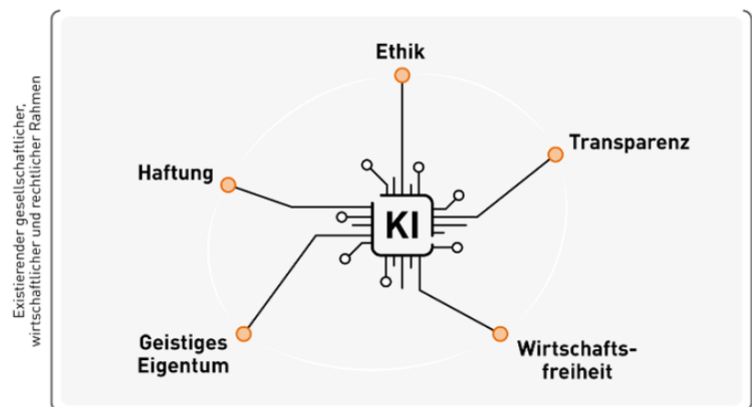 Existierender gesellschaftlicher,
wirtschaftlicher und rechtlicher Rahmen
Ethik
Transparenz
Haftung
KI
Geistiges
Eigentum
Wirtschafts-
freiheit